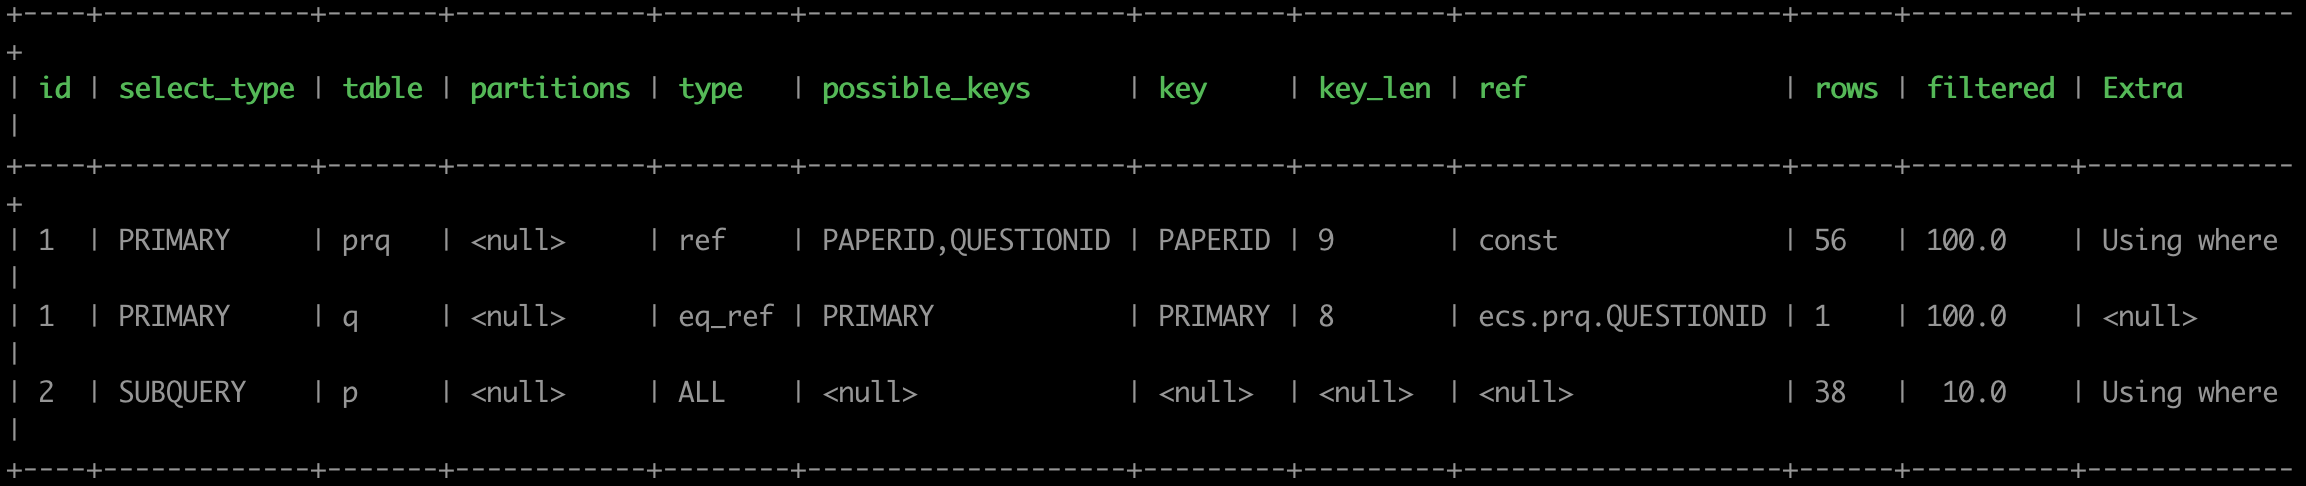 +----+-------------+-------+------------+--------+--------------------+---------+---------+--------------------+------+----------+-------------
+
| id | select_type | table | partitions | type   | possible_keys      | key     | key_len | ref                | rows | filtered | Extra
|
+----+-------------+-------+------------+--------+--------------------+---------+---------+--------------------+------+----------+-------------
+
| 1  | PRIMARY     | prq   | <null>     | ref    | PAPERID,QUESTIONID | PAPERID | 9       | const              | 56   | 100.0    | Using where
|
| 1  | PRIMARY     | q     | <null>     | eq_ref | PRIMARY            | PRIMARY | 8       | ecs.prq.QUESTIONID | 1    | 100.0    | <null>
|
| 2  | SUBQUERY    | p     | <null>     | ALL    | <null>             | <null>  | <null>  | <null>             | 38   |  10.0    | Using where
|
+----+-------------+-------+------------+--------+--------------------+---------+---------+--------------------+------+----------+-------------